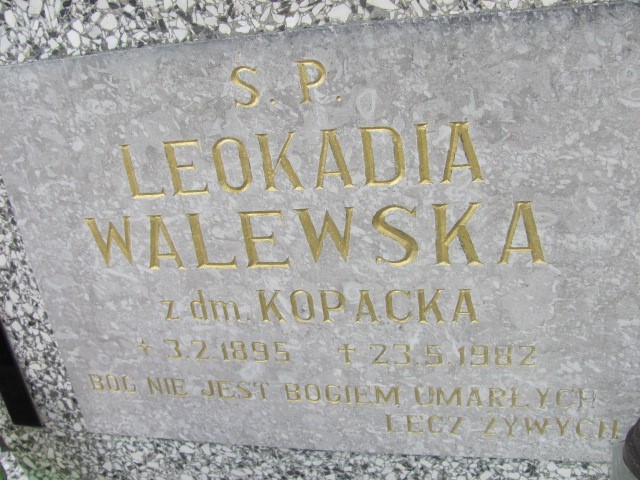 S. P.
LEOKADIA
WALEWSKA
z dm. KOPACKA
+ 3.2.1895 + 23.5.1982
BÓG NIE JEST BOGIEM UMARŁYCH
LECZ ŻYWYCH